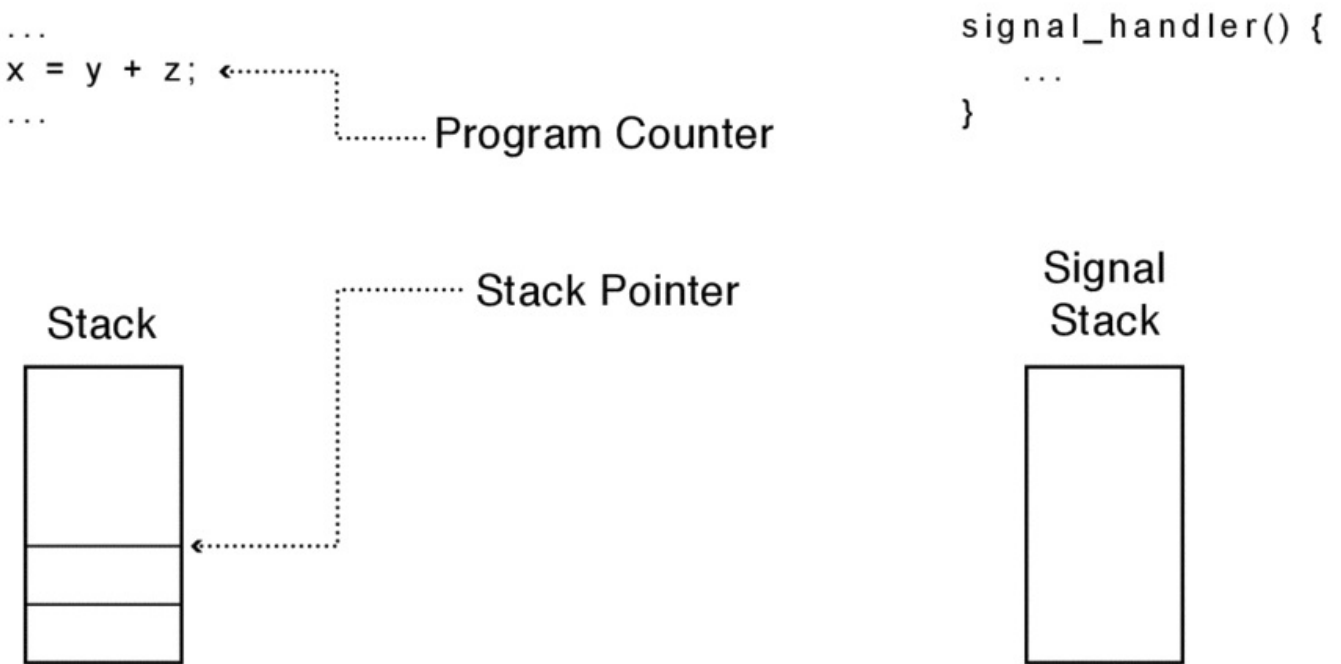 ...
x = y + z;
...
Program Counter
signal_handler() {
...
}
Stack Pointer
Stack
Signal
Stack